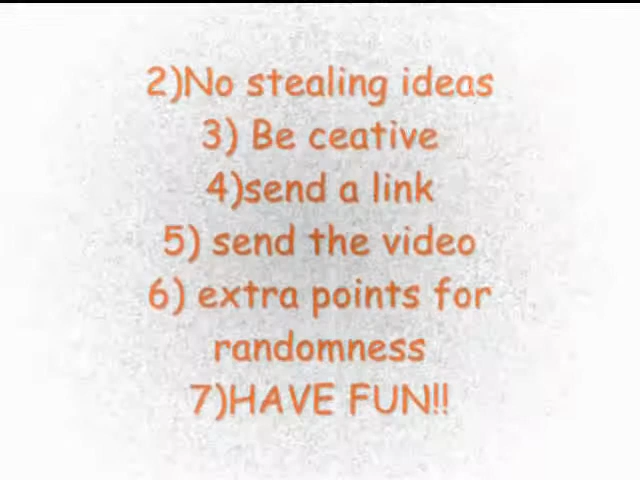 2)No stealing ideas
3) Be ceative
4)send a link
5) send the video
6) extra points for
randomness
7)HAVE FUN!!